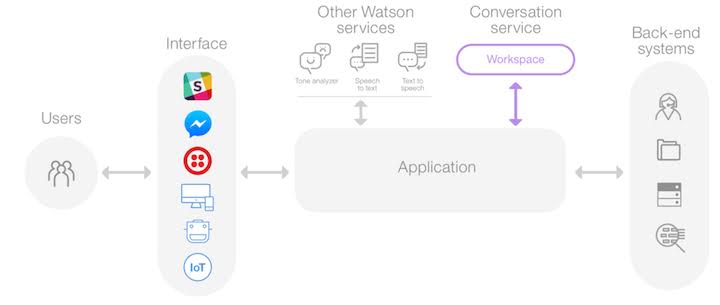 Other Watson
services
Conversation
service
Interface
Back-end
systems
Workspace
Tone analyzer
Speech
to text
Text to
speech
S
Users
Application
IoT